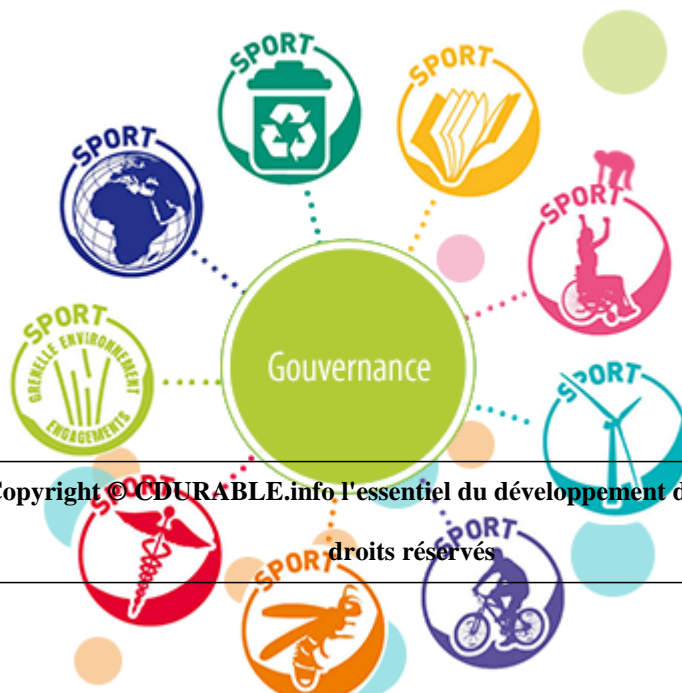 SPORT
SPORT
SPORT
SPORT
SPORT
GRENELLE ENVIRONNEMENT
ENGAGEMENTS
Gouvernance
SPORT
Copyright © CDURABLE.info l'essentiel du développement d
SPORT
droits réservés
SPORT
SPORT